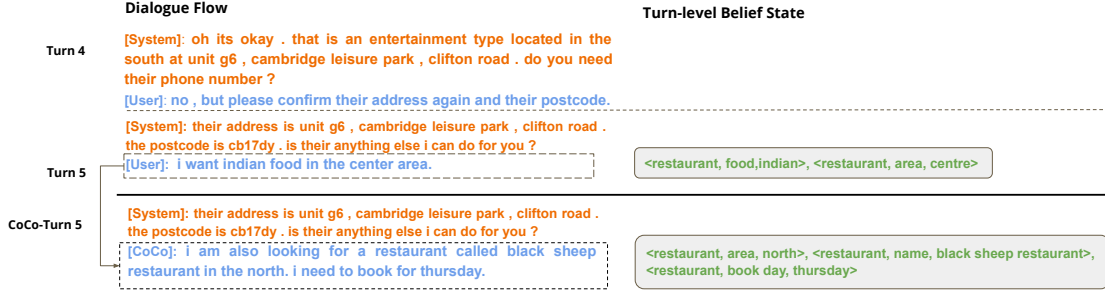 Dialogue Flow
Turn-level Belief State
Turn 4
[System]: oh its okay . that is an entertainment type located in the
south at unit g6 , cambridge leisure park , clifton road . do you need
their phone number ?
[User]: no , but please confirm their address again and their postcode.
Turn 5
[System]: their address is unit g6 , cambridge leisure park , clifton road .
the postcode is cb17dy . is their anything else i can do for you ?
[User]: i want indian food in the center area.
<restaurant, food,indian>, <restaurant, area, centre>
CoCo-Turn 5
[System]: their address is unit g6 , cambridge leisure park , clifton road .
the postcode is cb17dy . is their anything else i can do for you ?
[CoCo]: i am also looking for a restaurant called black sheep
restaurant in the north. i need to book for thursday.
<restaurant, area, north>, <restaurant, name, black sheep restaurant>,
<restaurant, book day, thursday>